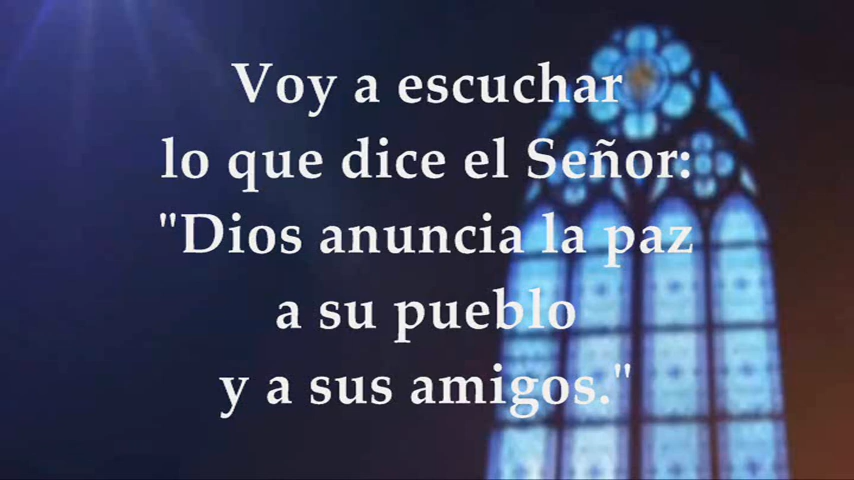 Voy a escuchar
lo que dice el Señor:
"Dios anuncia la paz
a su pueblo
y a sus amigos."